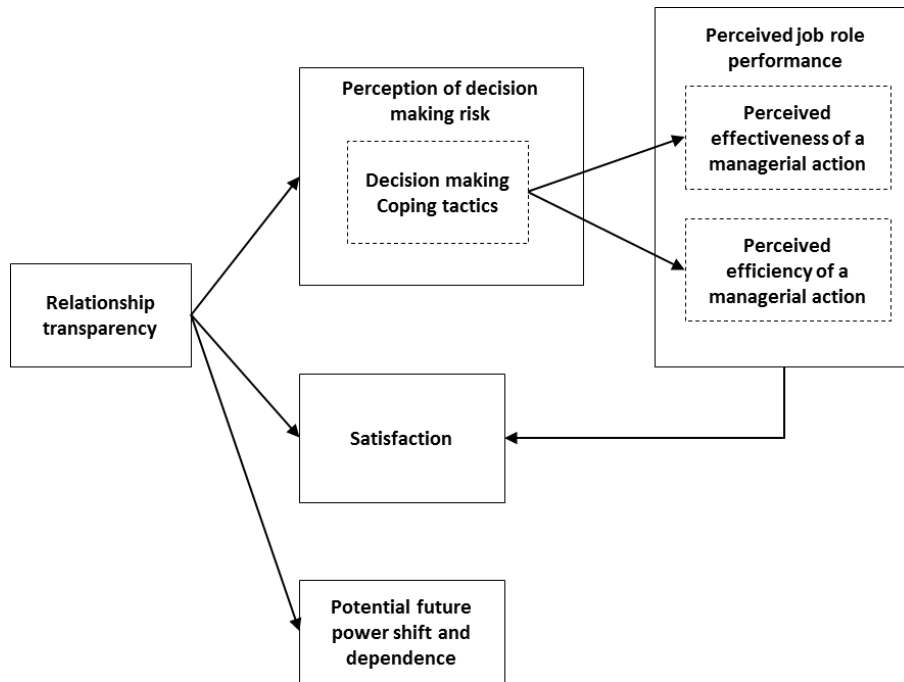 Perceived job role
performance
Perception of decision
making risk
Perceived
effectiveness of a
managerial action
Decision making
Coping tactics
Perceived
efficiency of a
managerial action
Relationship
transparency
Satisfaction
Potential future
power shift and
dependence